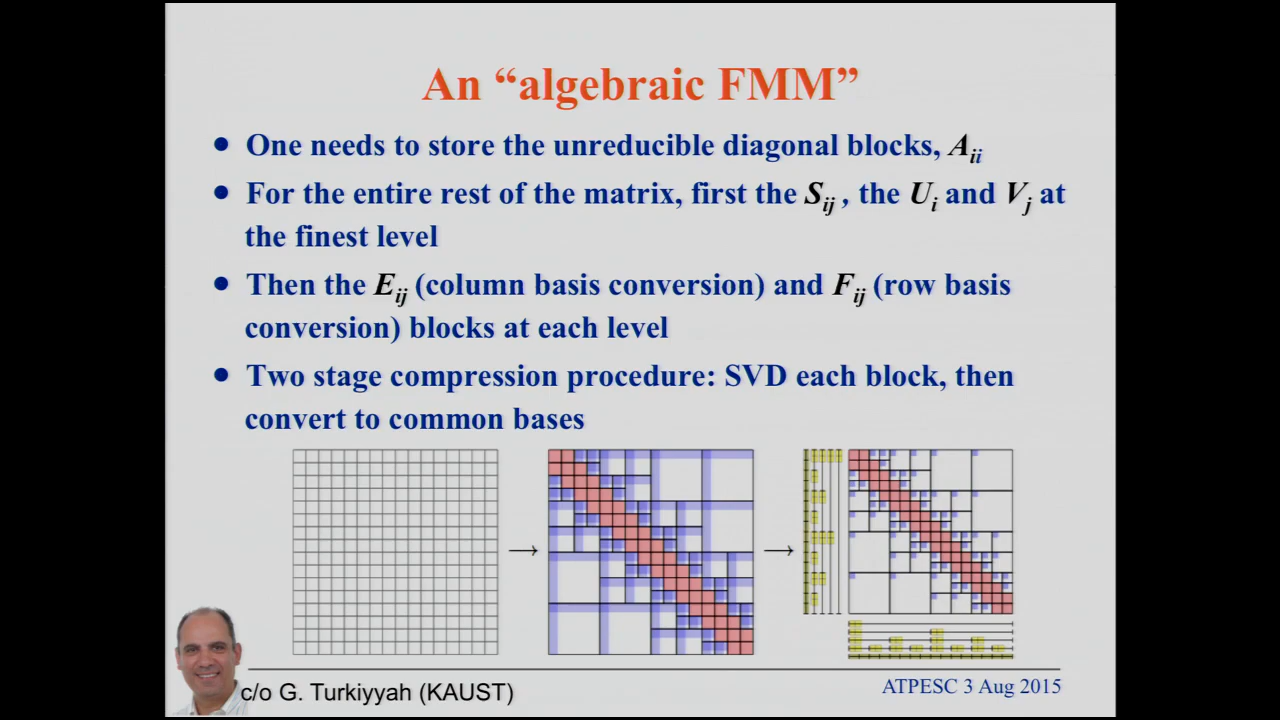 An “algebraic FMM”
• One needs to store the unreducible diagonal blocks, Aii
• For the entire rest of the matrix, first the Sij , the Ui and Vj at
the finest level
• Then the Eij (column basis conversion) and Fij (row basis
conversion) blocks at each level
• Two stage compression procedure: SVD each block, then
convert to common bases
c/o G. Turkiyyah (KAUST)
ATPESC 3 Aug 2015